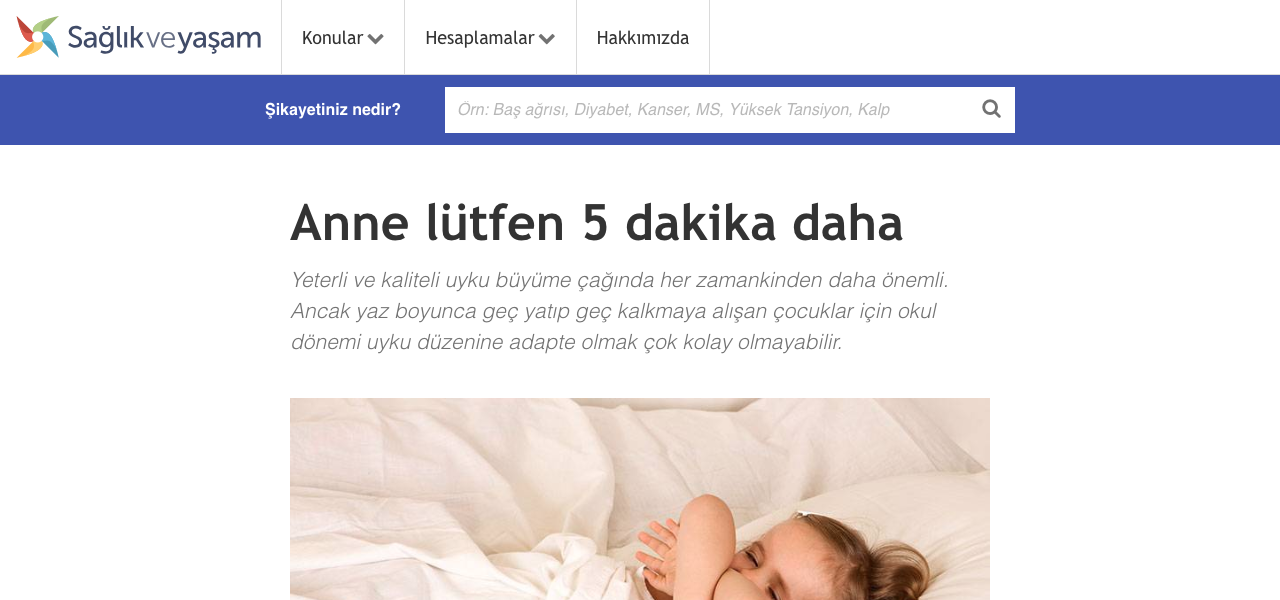 Sağlıkveyaşam
Konular
Hesaplamalar
Hakkımızda
Şikayetiniz nedir?
Örn: Baş ağrısı, Diyabet, Kanser, MS, Yüksek Tansiyon, Kalp
Anne lütfen 5 dakika daha
Yeterli ve kaliteli uyku büyüme çağında her zamankinden daha önemli.
Ancak yaz boyunca geç yatıp geç kalkmaya alışan çocuklar için okul
dönemi uyku düzenine adapte olmak çok kolay olmayabilir.